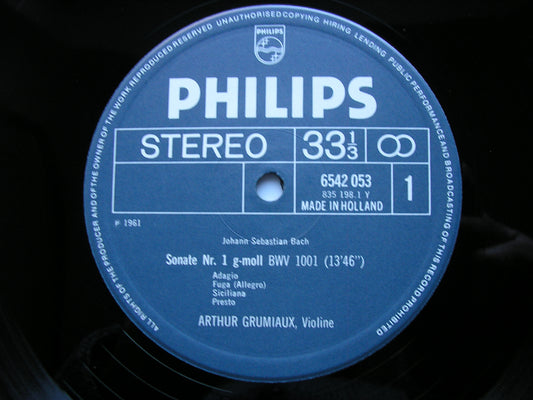 ALL RIGHTS OF THE PRODUCER AND OF THE OWNER OF THE WORK REPRODUCED RESERVED UNAUTHORISED COPYING HIRING, LENDING, PUBLIC PERFORMANCE AND BROADCASTING OF THIS RECORD PROHIBITED
PHILIPS
PHILIPS
STEREO 33 1/3
6542 053 1
835 198.1 Y
MADE IN HOLLAND
℗ 1961
Johann Sebastian Bach
Sonate Nr. 1 g-moll BWV 1001 (13'46")
Adagio
Fuga (Allegro)
Siciliana
Presto
ARTHUR GRUMIAUX, Violine